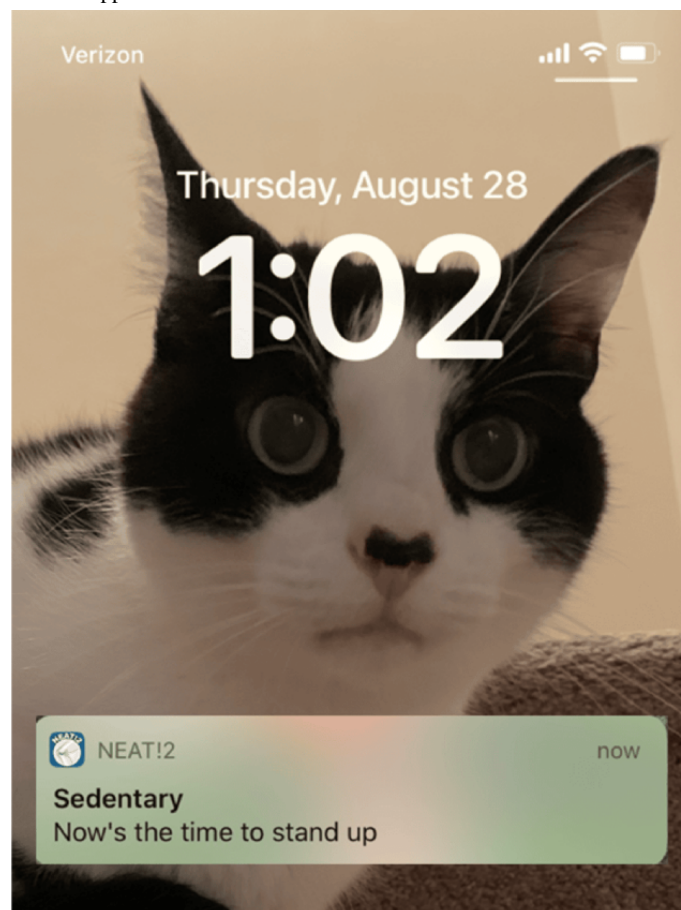 Verizon
Thursday, August 28
1:02
NEAT!2 now
Sedentary
Now's the time to stand up